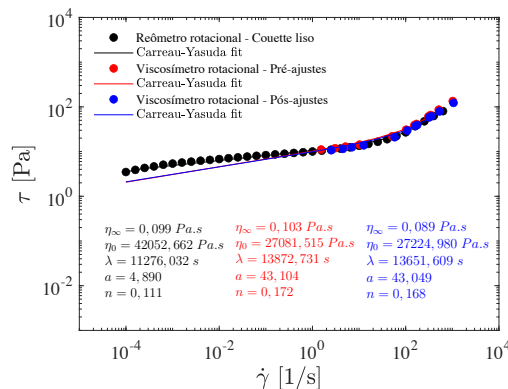 Reômetro rotacional - Couette liso
Carreau-Yasuda fit
Viscosímetro rotacional - Pré-ajustes
Carreau-Yasuda fit
Viscosímetro rotacional - Pós-ajustes
Carreau-Yasuda fit
τ [Pa]
10^4
10^2
10^0
10^-2
η∞ = 0,099 Pa.s
η0 = 42052,662 Pa.s
λ = 11276,032 s
a = 4,890
n = 0,111
η∞ = 0,103 Pa.s
η0 = 27081,515 Pa.s
λ = 13872,731 s
a = 43,104
n = 0,172
η∞ = 0,089 Pa.s
η0 = 27224,980 Pa.s
λ = 13651,609 s
a = 43,049
n = 0,168
10^-4 10^-2 10^0 10^2 10^4
γ̇ [1/s]